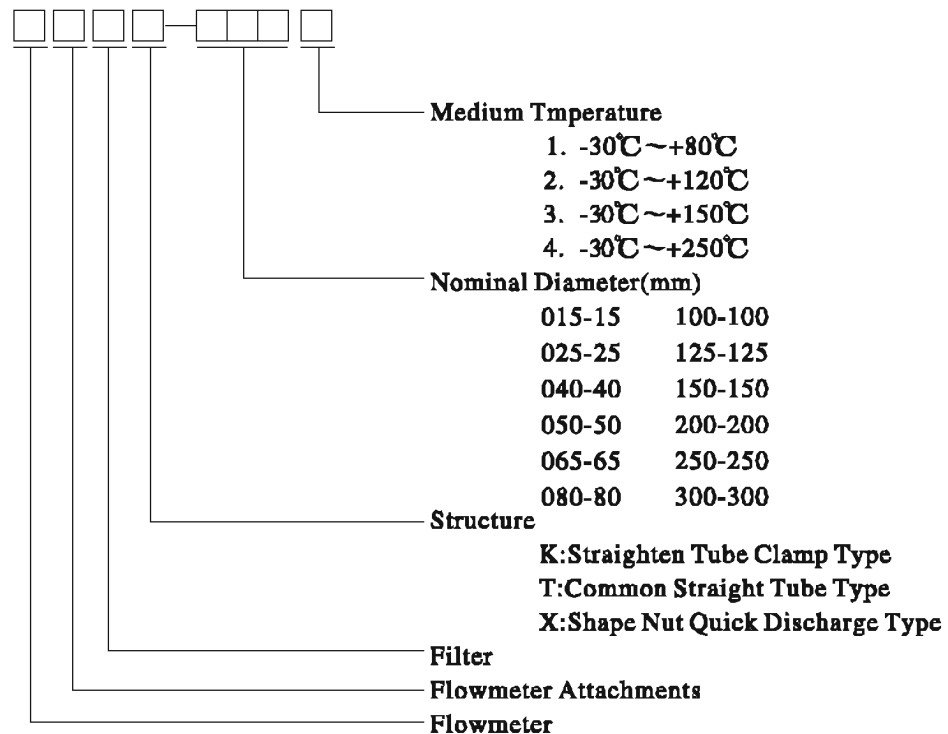 Medium Tmperature
1. -30℃～+80℃
2. -30℃～+120℃
3. -30℃～+150℃
4. -30℃～+250℃
Nominal Diameter(mm)
015-15 100-100
025-25 125-125
040-40 150-150
050-50 200-200
065-65 250-250
080-80 300-300
Structure
K:Straighten Tube Clamp Type
T:Common Straight Tube Type
X:Shape Nut Quick Discharge Type
Filter
Flowmeter Attachments
Flowmeter